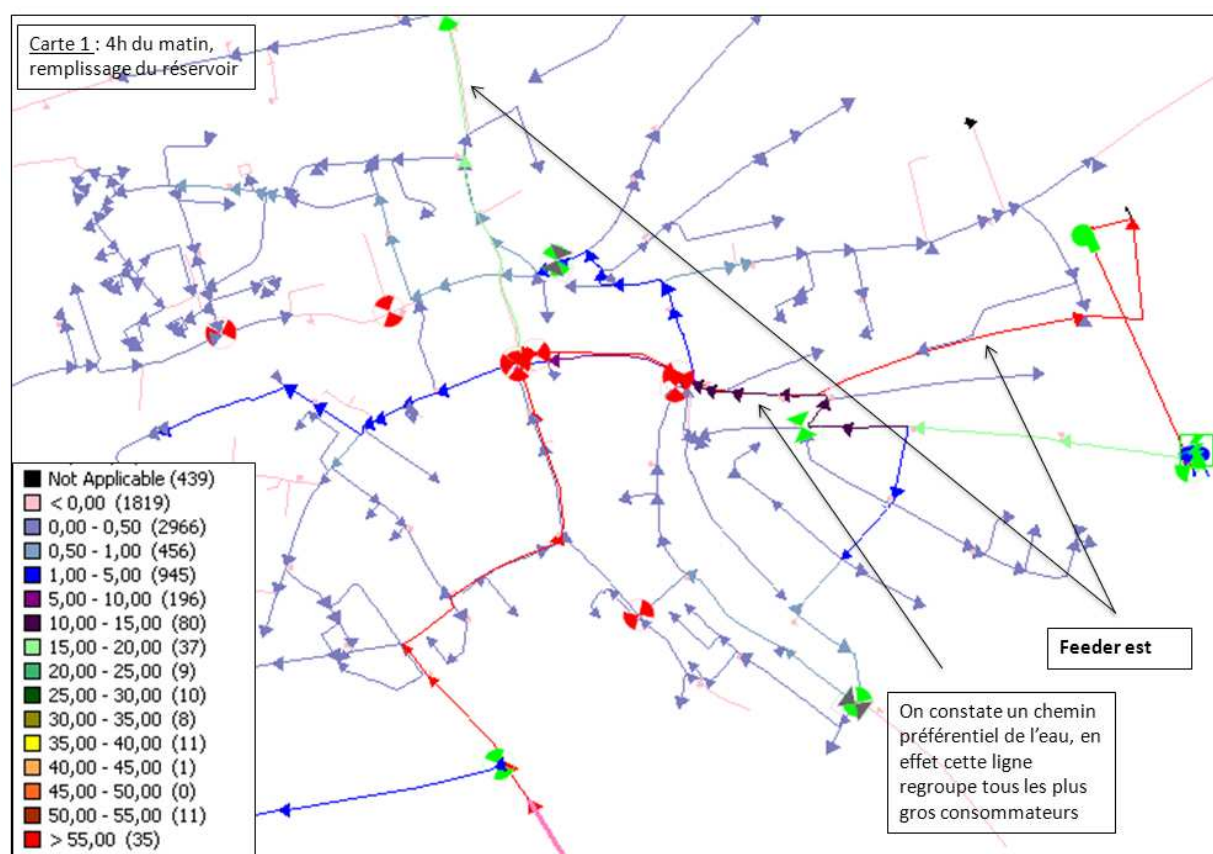 Carte 1 : 4h du matin,
remplissage du réservoir
Not Applicable (439)
< 0,00 (1819)
0,00 - 0,50 (2966)
0,50 - 1,00 (456)
1,00 - 5,00 (945)
5,00 - 10,00 (196)
10,00 - 15,00 (80)
15,00 - 20,00 (37)
20,00 - 25,00 (9)
25,00 - 30,00 (10)
30,00 - 35,00 (8)
35,00 - 40,00 (11)
40,00 - 45,00 (1)
45,00 - 50,00 (0)
50,00 - 55,00 (11)
> 55,00 (35)
Feeder est
On constate un chemin
préférentiel de l’eau, en
effet cette ligne
regroupe tous les plus
gros consommateurs